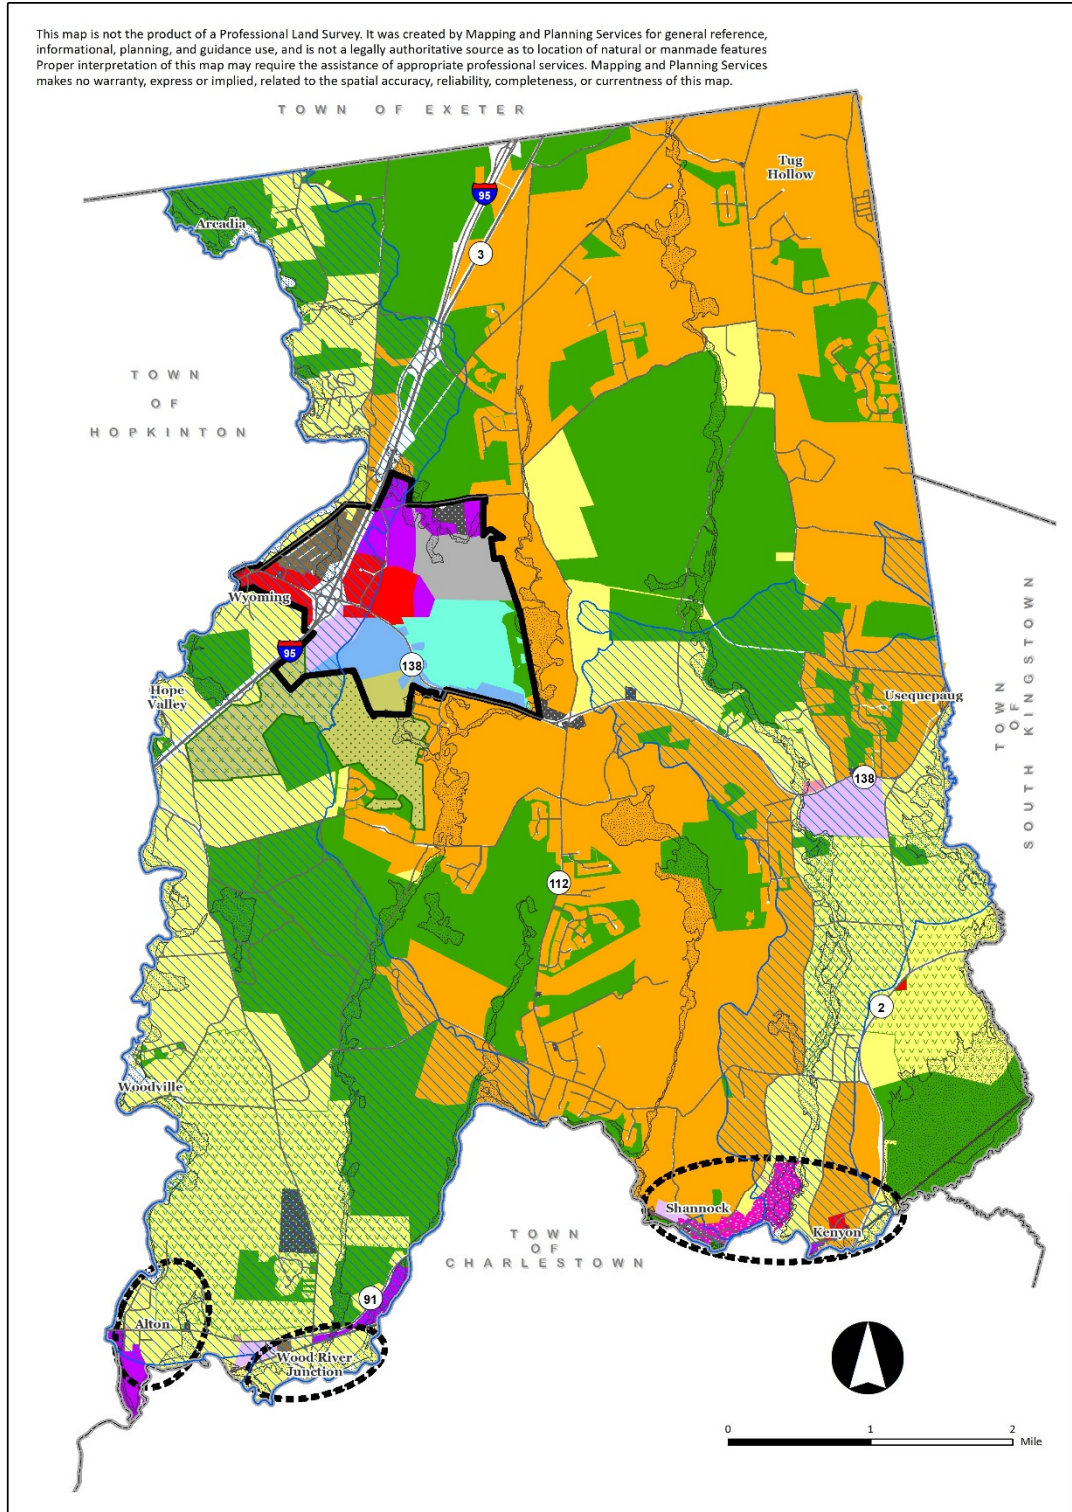 This map is not the product of a Professional Land Survey. It was created by Mapping and Planning Services for general reference,
informational, planning, and guidance use, and is not a legally authoritative source as to location of natural or manmade features
Proper interpretation of this map may require the assistance of appropriate professional services. Mapping and Planning Services
makes no warranty, express or implied, related to the spatial accuracy, reliability, completeness, or currentness of this map.
TOWN OF EXETER
Tug
Hollow
95
Arcadia
3
TOWN
OF
HOPKINTON
Wyoming
95
138
Hope
Valley
Usequepaug
TOWN
OF
SOUTH KINGSTOWN
138
112
2
Woodville
Shannock
Kenyon
TOWN
OF
CHARLESTOWN
91
Alton
Wood River
Junction
0 1 2
Mile